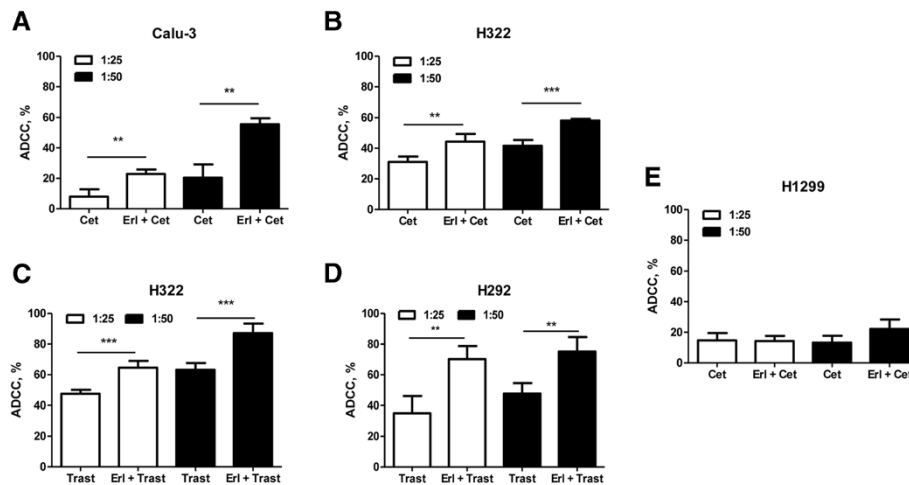 A
Calu-3
1:25
1:50
ADCC, %
100
80
60
40
20
0
**
**
Cet
Erl + Cet
Cet
Erl + Cet
B
H322
1:25
1:50
ADCC, %
100
80
60
40
20
0
**
***
Cet
Erl + Cet
Cet
Erl + Cet
C
H322
1:25
1:50
ADCC, %
100
80
60
40
20
0
***
***
Trast
Erl + Trast
Trast
Erl + Trast
D
H292
1:25
1:50
ADCC, %
100
80
60
40
20
0
**
**
Trast
Erl + Trast
Trast
Erl + Trast
E
H1299
1:25
1:50
ADCC, %
100
80
60
40
20
0
Cet
Erl + Cet
Cet
Erl + Cet